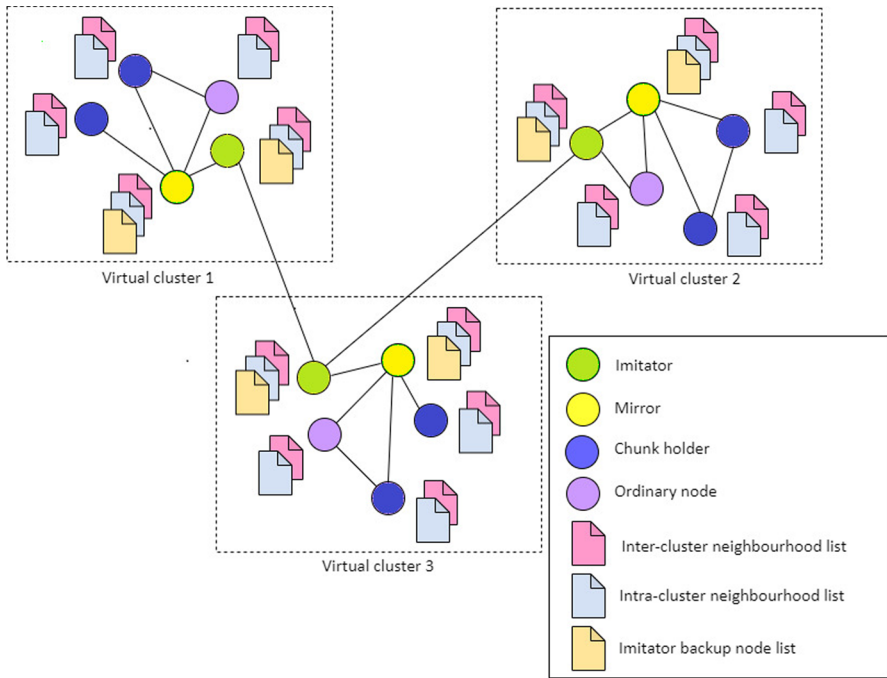 Virtual cluster 1
Virtual cluster 2
Virtual cluster 3
Imitator
Mirror
Chunk holder
Ordinary node
Inter-cluster neighbourhood list
Intra-cluster neighbourhood list
Imitator backup node list